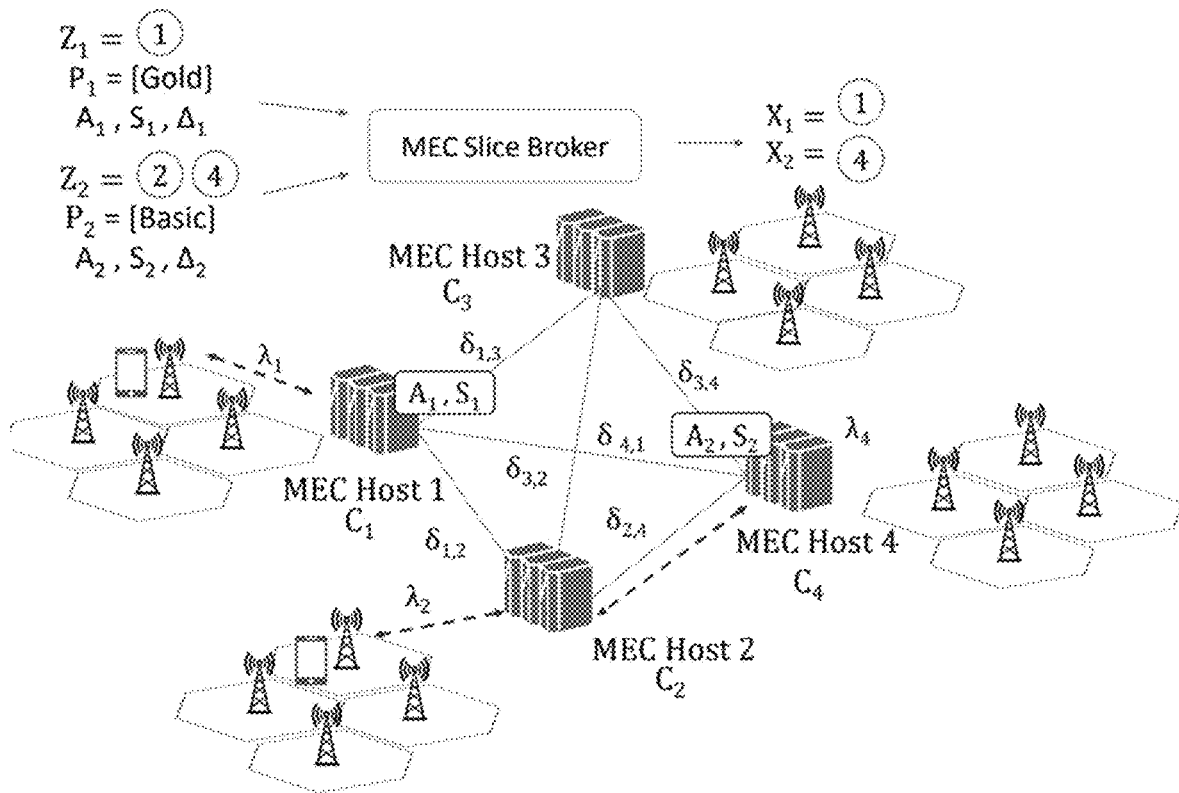 Z₁ = ①
P₁ = [Gold]
A₁ , S₁ , Δ₁
Z₂ = ② ④
P₂ = [Basic]
A₂ , S₂ , Δ₂
MEC Slice Broker
X₁ = ①
X₂ = ④
MEC Host 3
C₃
δ₁,₃
δ₃,₄
λ₁
A₁ , S₁
A₂ , S₂
λ₄
δ ₄,₁
δ₃,₂
MEC Host 1
C₁
δ₁,₂
δ₂,₄
MEC Host 4
C₄
λ₂
MEC Host 2
C₂